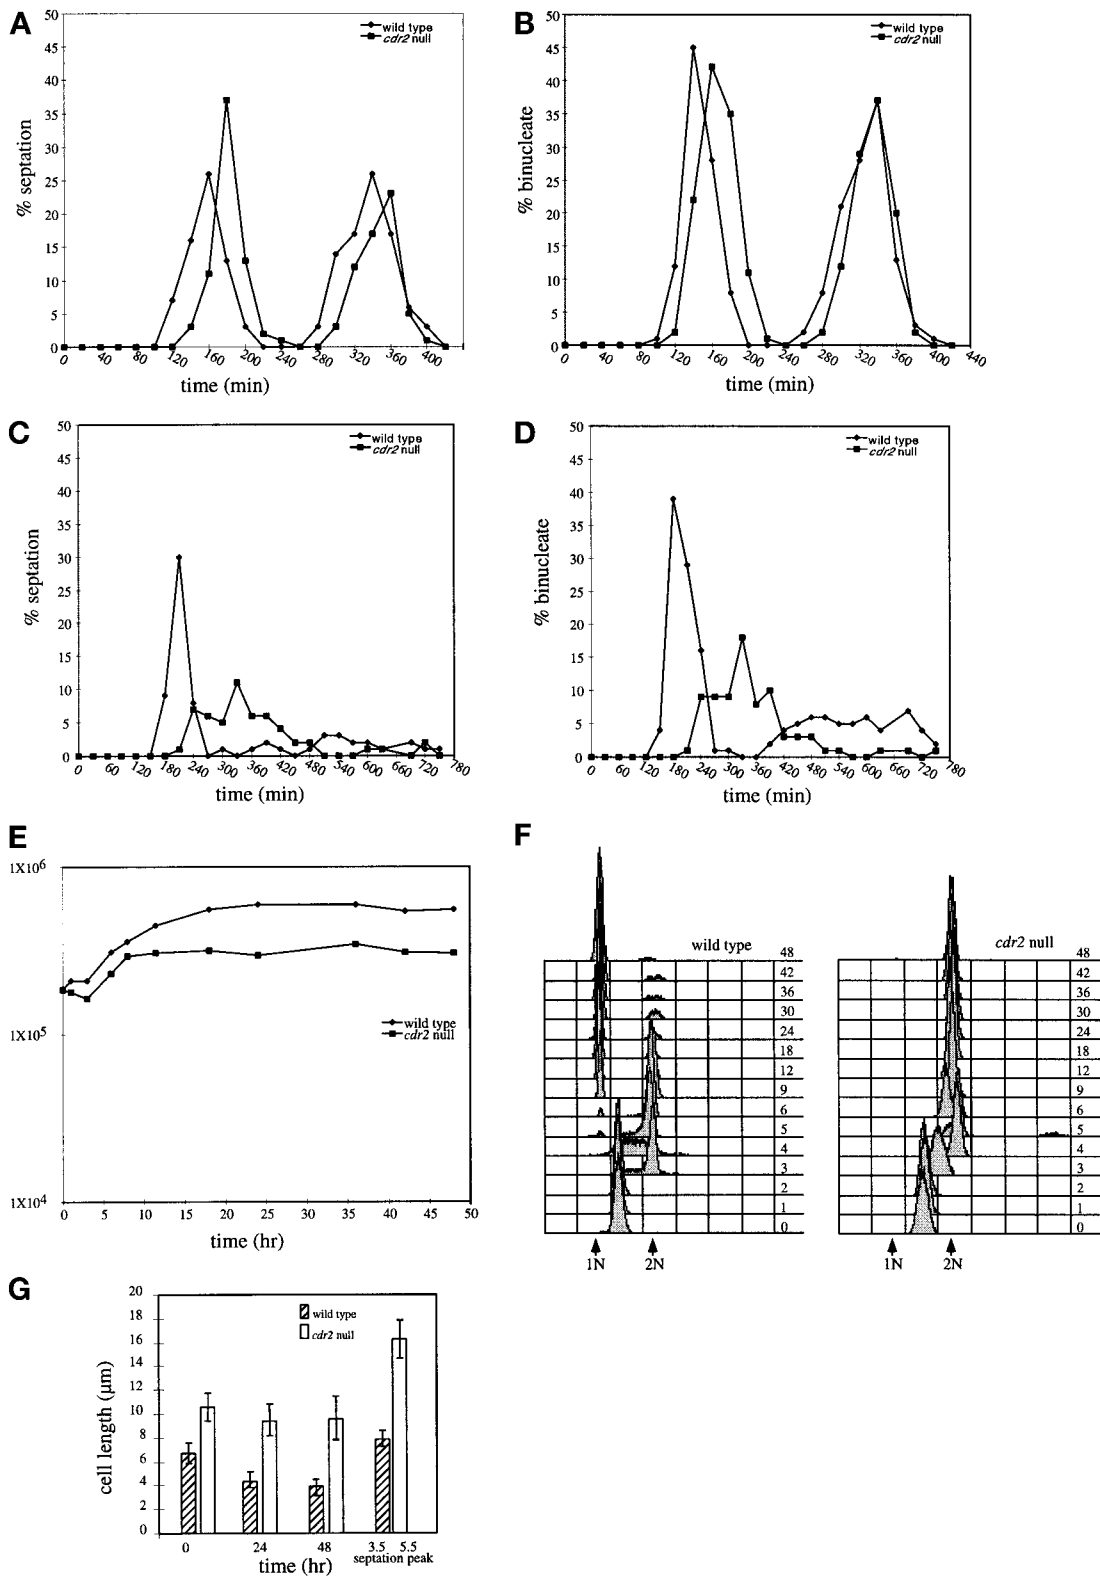 A
50
45
40
35
30
25
20
15
10
5
0
% septation
wild type
cdr2 null
0 40 80 120 160 200 240 280 320 360 400
time (min)
B
50
45
40
35
30
25
20
15
10
5
0
% binucleate
wild type
cdr2 null
0 40 80 120 160 200 240 280 320 360 400 440
time (min)
C
50
45
40
35
30
25
20
15
10
5
0
% septation
wild type
cdr2 null
0 60 120 180 240 300 360 420 480 540 600 660 720 780
time (min)
D
50
45
40
35
30
25
20
15
10
5
0
% binucleate
wild type
cdr2 null
0 60 120 180 240 300 360 420 480 540 600 660 720 780
time (min)
E
1X10⁶
1X10⁵
1X10⁴
wild type
cdr2 null
0 5 10 15 20 25 30 35 40 45 50
time (hr)
F
wild type
48
42
36
30
24
18
12
9
6
5
4
3
2
1
0
1N 2N
cdr2 null
48
42
36
30
24
18
12
9
6
5
4
3
2
1
0
1N 2N
G
20
18
16
14
12
10
8
6
4
2
0
cell length (µm)
wild type
cdr2 null
0 24 48 3.5 5.5
septation peak
time (hr)